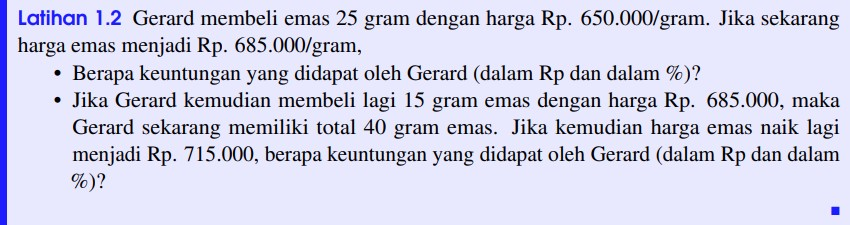 Latihan 1.2 Gerard membeli emas 25 gram dengan harga Rp. 650.000/gram. Jika sekarang
harga emas menjadi Rp. 685.000/gram,
• Berapa keuntungan yang didapat oleh Gerard (dalam Rp dan dalam %)?
• Jika Gerard kemudian membeli lagi 15 gram emas dengan harga Rp. 685.000, maka
Gerard sekarang memiliki total 40 gram emas. Jika kemudian harga emas naik lagi
menjadi Rp. 715.000, berapa keuntungan yang didapat oleh Gerard (dalam Rp dan dalam
%)?